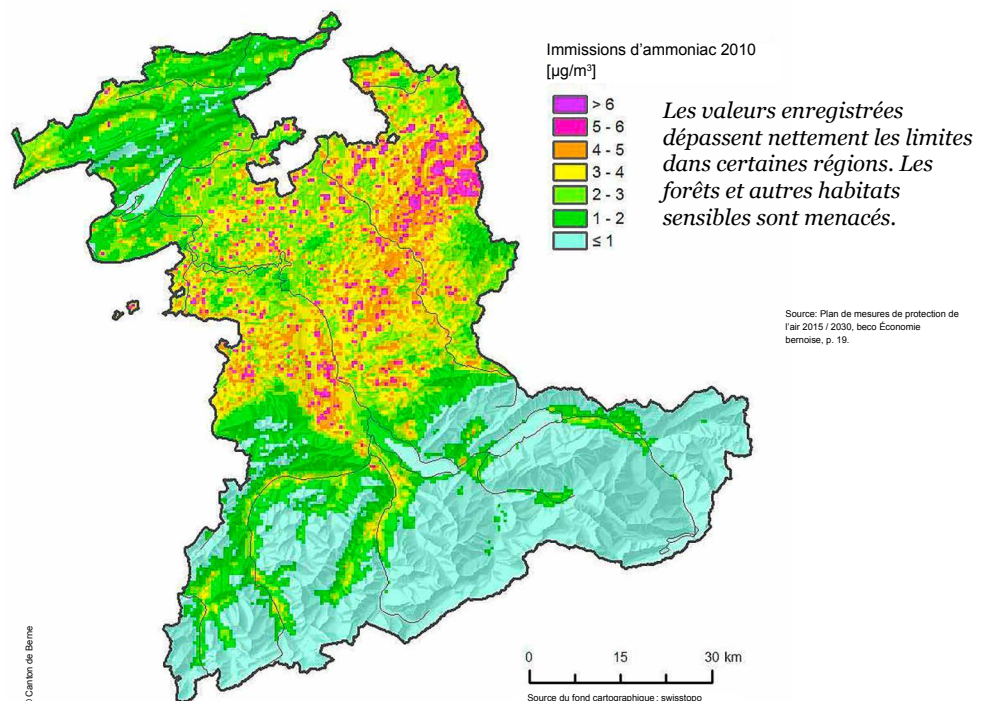 Immissions d'ammoniac 2010
[µg/m³]
> 6
5 - 6
4 - 5
3 - 4
2 - 3
1 - 2
≤ 1
Les valeurs enregistrées
dépassent nettement les limites
dans certaines régions. Les
forêts et autres habitats
sensibles sont menacés.
Source: Plan de mesures de protection de
l'air 2015 / 2030, beco Économie
bernoise, p. 19.
© Canton de Berne
0 15 30 km
Source du fond cartographique : swisstopo